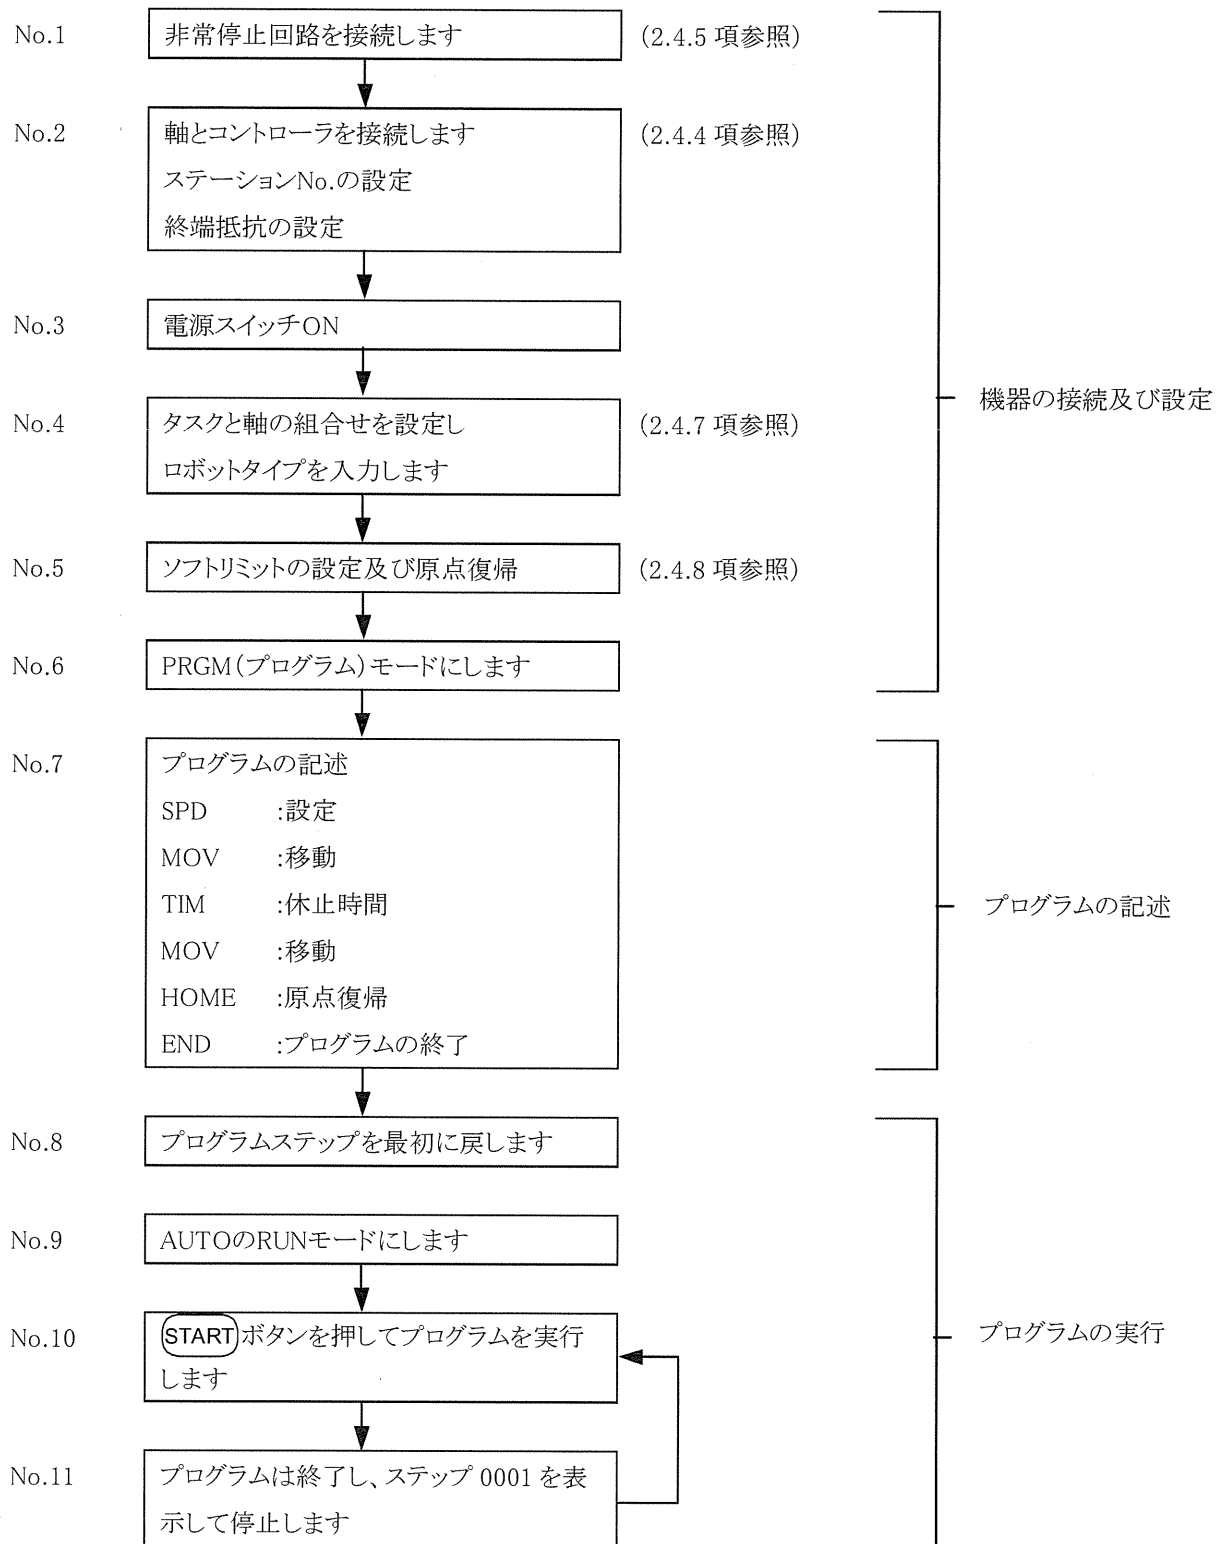 No.1 非常停止回路を接続します (2.4.5 項参照)
No.2 軸とコントローラを接続します (2.4.4 項参照)
ステーションNo.の設定
終端抵抗の設定
No.3 電源スイッチON
No.4 タスクと軸の組合せを設定し (2.4.7 項参照)
ロボットタイプを入力します
機器の接続及び設定
No.5 ソフトリミットの設定及び原点復帰 (2.4.8 項参照)
No.6 PRGM(プログラム)モードにします
No.7 プログラムの記述
SPD :設定
MOV :移動
TIM :休止時間
MOV :移動
HOME :原点復帰
END :プログラムの終了
プログラムの記述
No.8 プログラムステップを最初に戻します
No.9 AUTOのRUNモードにします
No.10 STARTボタンを押してプログラムを実行
します
プログラムの実行
No.11 プログラムは終了し、ステップ 0001 を表
示して停止します